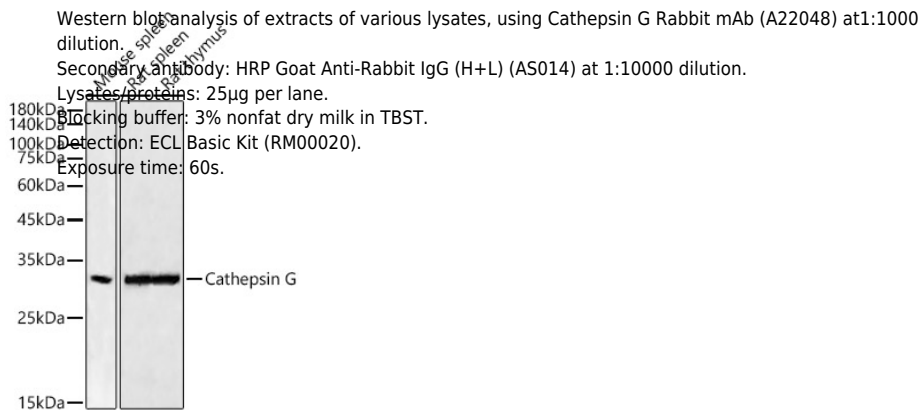 Western blot analysis of extracts of various lysates, using Cathepsin G Rabbit mAb (A22048) at1:1000
dilution.
Secondary antibody: HRP Goat Anti-Rabbit IgG (H+L) (AS014) at 1:10000 dilution.
Lysates/proteins: 25μg per lane.
Blocking buffer: 3% nonfat dry milk in TBST.
Detection: ECL Basic Kit (RM00020).
Exposure time: 60s.
Mouse spleen
Rat spleen
Rat thymus
180kDa
140kDa
100kDa
75kDa
60kDa
45kDa
35kDa
Cathepsin G
25kDa
15kDa